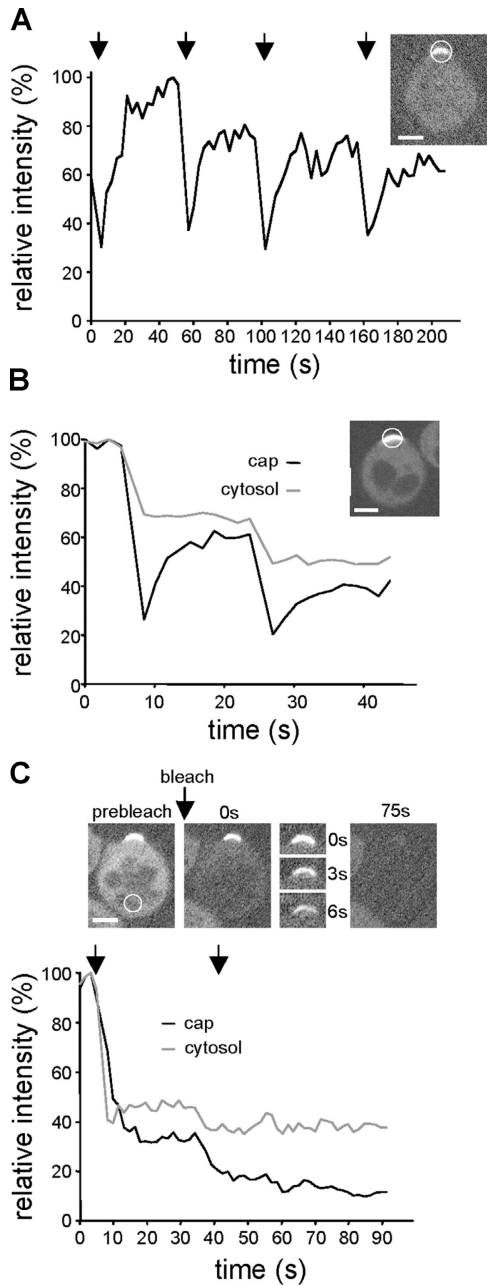 A
relative intensity (%)
100
80
60
40
20
0
0 20 40 60 80 100 120 140 160 180 200
time (s)
B
relative intensity (%)
100
80
60
40
20
0
cap
cytosol
0 10 20 30 40
time (s)
C
bleach
prebleach 0s 75s
0s
3s
6s
relative intensity (%)
100
80
60
40
20
0
cap
cytosol
0 10 20 30 40 50 60 70 80 90
time (s)